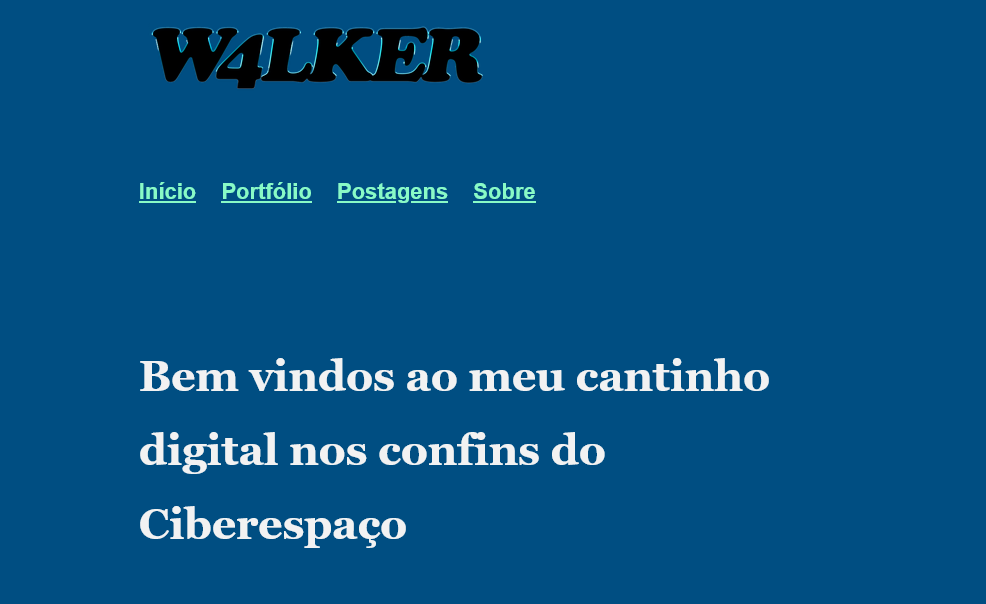 W4LKER
Início Portfólio Postagens Sobre
Bem vindos ao meu cantinho
digital nos confins do
Ciberespaço